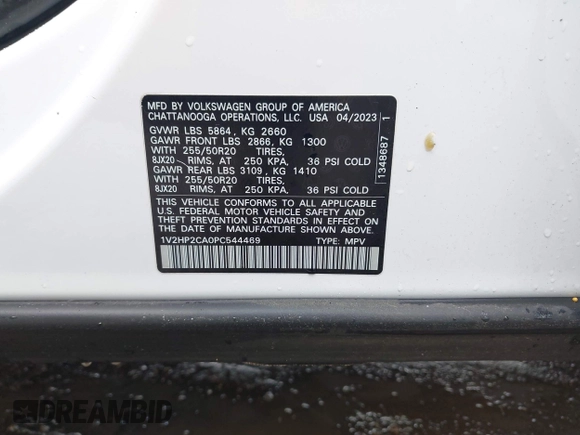 MFD BY VOLKSWAGEN GROUP OF AMERICA
CHATTANOOGA OPERATIONS, LLC. USA 04/2023
GVWR LBS 5864, KG 2660
GAWR FRONT LBS 2866, KG 1300
WITH 255/50R20 TIRES,
8JX20 RIMS, AT 250 KPA, 36 PSI COLD
GAWR REAR LBS 3109, KG 1410
WITH 255/50R20 TIRES,
8JX20 RIMS, AT 250 KPA, 36 PSI COLD
THIS VEHICLE CONFORMS TO ALL APPLICABLE
U.S. FEDERAL MOTOR VEHICLE SAFETY AND
THEFT PREVENTION STANDARDS IN EFFECT ON
THE DATE OF MANUFACTURE SHOWN ABOVE.
1V2HP2CA0PC544469 TYPE: MPV
1348687 1
DREAMBID